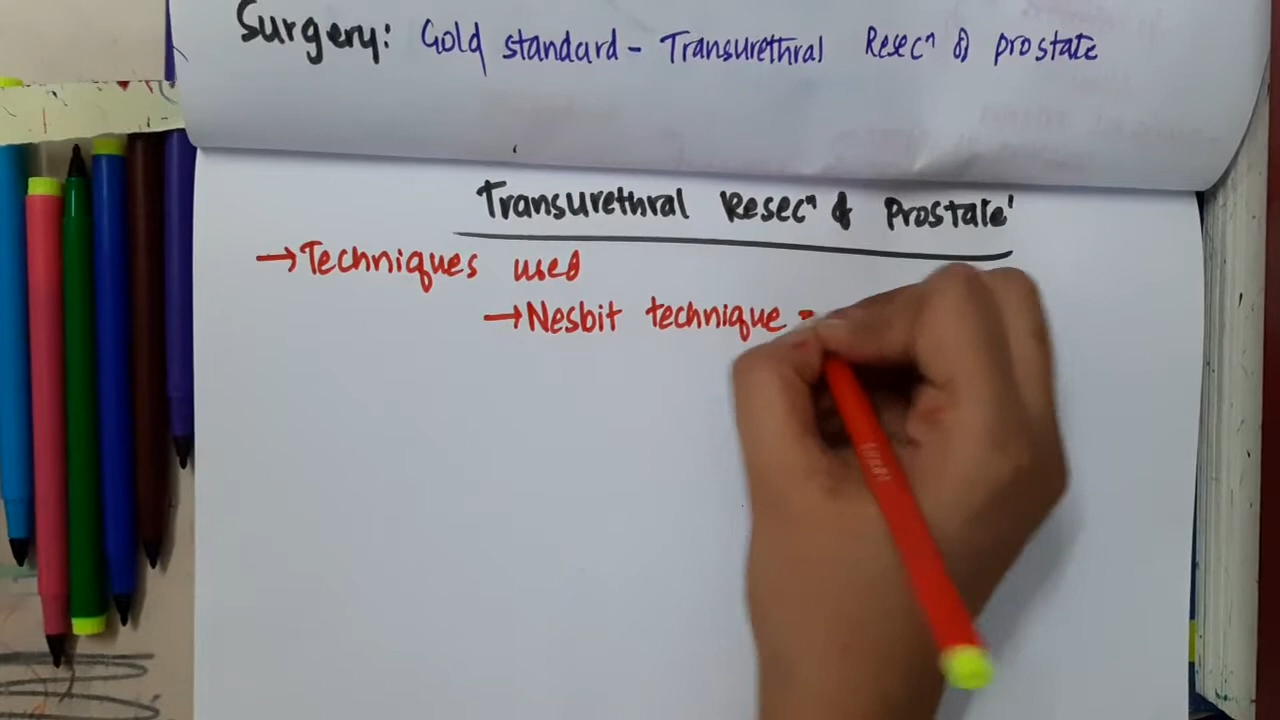 Surgery: Gold standard - Transurethral Resecⁿ of prostate
Transurethral Resecⁿ of Prostate'
→Techniques used
→Nesbit technique -